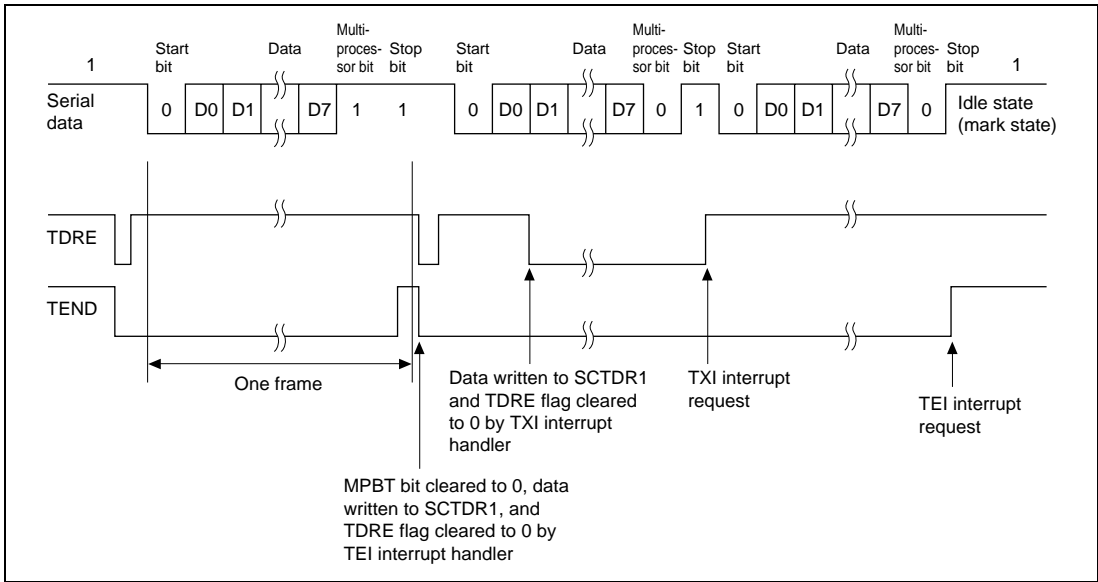 Multi-
proces-
sor bit
Multi-
proces-
sor bit
Multi-
proces-
sor bit
1
Start
bit
Data
Stop
bit
Start
bit
Data
Stop
bit
Start
bit
Data
Stop
bit
1
Serial
data
0 D0 D1 D7 1 1 0 D0 D1 D7 0 1 0 D0 D1 D7 0
Idle state
(mark state)
TDRE
TEND
One frame
Data written to SCTDR1
and TDRE flag cleared
to 0 by TXI interrupt
handler
TXI interrupt
request
TEI interrupt
request
MPBT bit cleared to 0, data
written to SCTDR1, and
TDRE flag cleared to 0 by
TEI interrupt handler